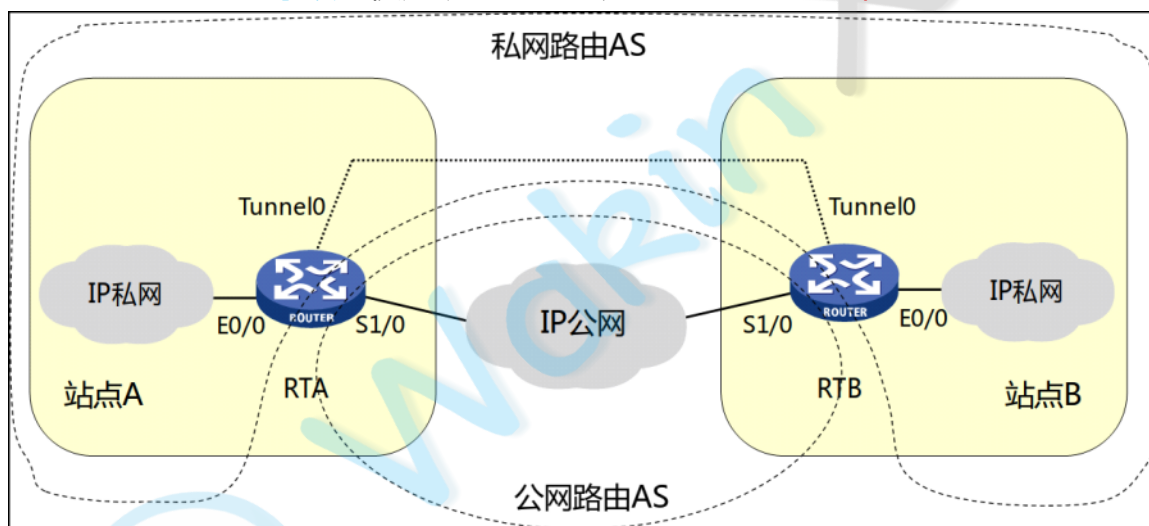 私网路由AS
Tunnel0
Tunnel0
IP私网
ROUTER
E0/0
S1/0
IP公网
S1/0
ROUTER
E0/0
IP私网
站点A
RTA
RTB
站点B
公网路由AS